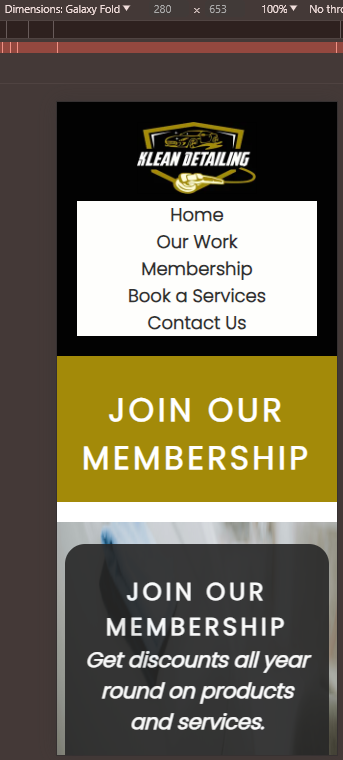 Dimensions: Galaxy Fold ▼ 280 × 653 100% ▼ No thro
KLEAN DETAILING
Home
Our Work
Membership
Book a Services
Contact Us
JOIN OUR
MEMBERSHIP
JOIN OUR
MEMBERSHIP
Get discounts all year
round on products
and services.